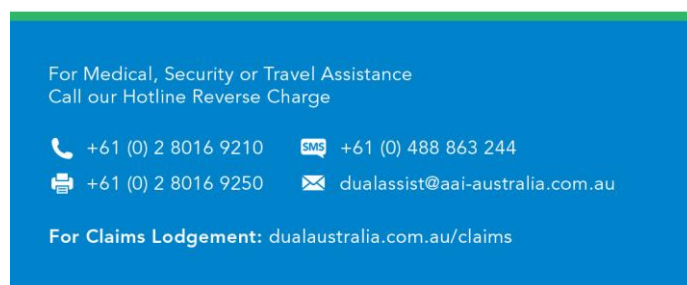 For Medical, Security or Travel Assistance
Call our Hotline Reverse Charge
+61 (0) 2 8016 9210 SMS +61 (0) 488 863 244
+61 (0) 2 8016 9250 dualassist@aai-australia.com.au
For Claims Lodgement: dualaustralia.com.au/claims